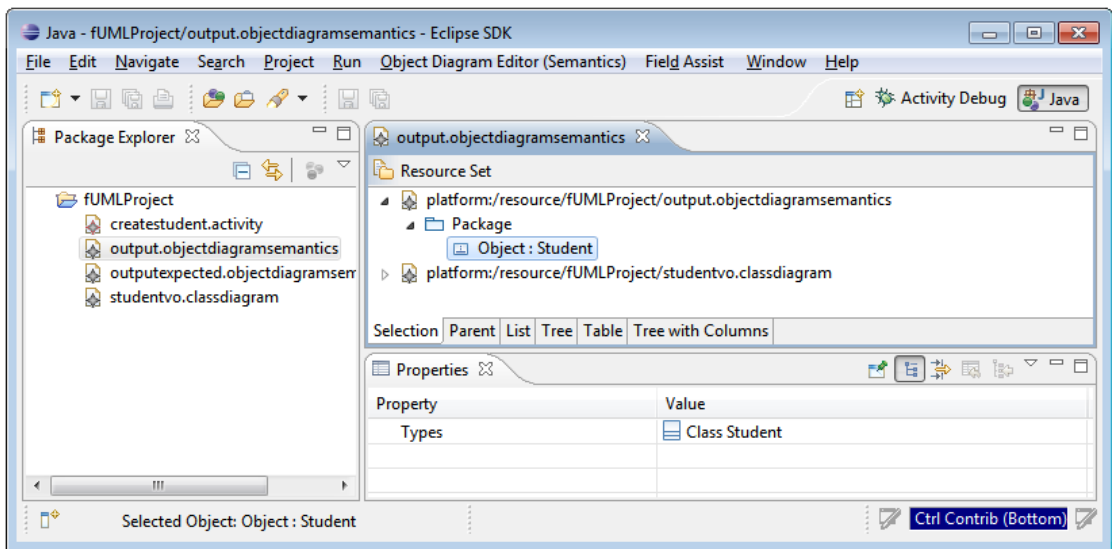 Java - fUMLProject/output.objectdiagramsemantics - Eclipse SDK
File Edit Navigate Search Project Run Object Diagram Editor (Semantics) Field Assist Window Help
Activity Debug Java
Package Explorer
fUMLProject
createstudent.activity
output.objectdiagramsemantics
outputexpected.objectdiagramsem
studentvo.classdiagram
output.objectdiagramsemantics
Resource Set
platform:/resource/fUMLProject/output.objectdiagramsemantics
Package
Object : Student
platform:/resource/fUMLProject/studentvo.classdiagram
Selection Parent List Tree Table Tree with Columns
Properties
Property Value
Types Class Student
Selected Object: Object : Student
Ctrl Contrib (Bottom)